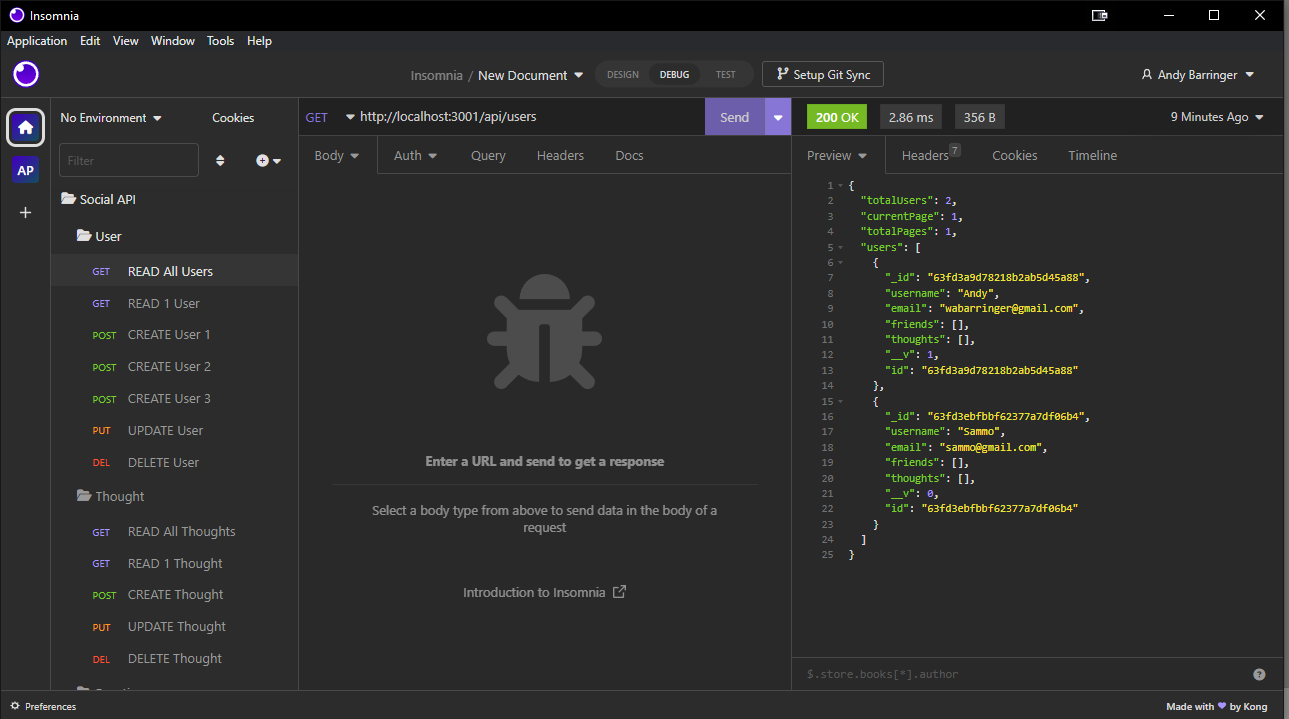 Insomnia
Application Edit View Window Tools Help
Insomnia / New Document DESIGN DEBUG TEST Setup Git Sync Andy Barringer
No Environment Cookies
GET http://localhost:3001/api/users Send
200 OK 2.86 ms 356 B 9 Minutes Ago
AP
Filter
Social API
User
GET READ All Users
GET READ 1 User
POST CREATE User 1
POST CREATE User 2
POST CREATE User 3
PUT UPDATE User
DEL DELETE User
Thought
GET READ All Thoughts
GET READ 1 Thought
POST CREATE Thought
PUT UPDATE Thought
DEL DELETE Thought
Body Auth Query Headers Docs
Enter a URL and send to get a response
Select a body type from above to send data in the body of a
request
Introduction to Insomnia
Preview Headers 7 Cookies Timeline
1 {
2 "totalUsers": 2,
3 "currentPage": 1,
4 "totalPages": 1,
5 "users": [
6 {
7 "_id": "63fd3a9d78218b2ab5d45a88",
8 "username": "Andy",
9 "email": "wabarringer@gmail.com",
10 "friends": [],
11 "thoughts": [],
12 "__v": 1,
13 "id": "63fd3a9d78218b2ab5d45a88"
14 },
15 {
16 "_id": "63fd3ebfbbf62377a7df06b4",
17 "username": "Sammo",
18 "email": "sammo@gmail.com",
19 "friends": [],
20 "thoughts": [],
21 "__v": 0,
22 "id": "63fd3ebfbbf62377a7df06b4"
23 }
24 ]
25 }
$.store.books[*].author
Preferences
Made with by Kong